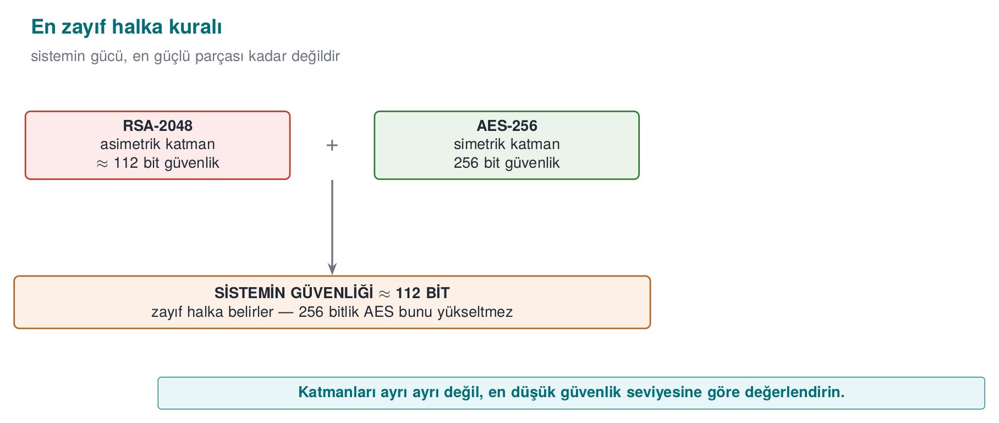 En zayıf halka kuralı
sistemin gücü, en güçlü parçası kadar değildir
RSA-2048
asimetrik katman
≈ 112 bit güvenlik
+
AES-256
simetrik katman
256 bit güvenlik
SİSTEMİN GÜVENLİĞİ ≈ 112 BİT
zayıf halka belirler — 256 bitlik AES bunu yükseltmez
Katmanları ayrı ayrı değil, en düşük güvenlik seviyesine göre değerlendirin.